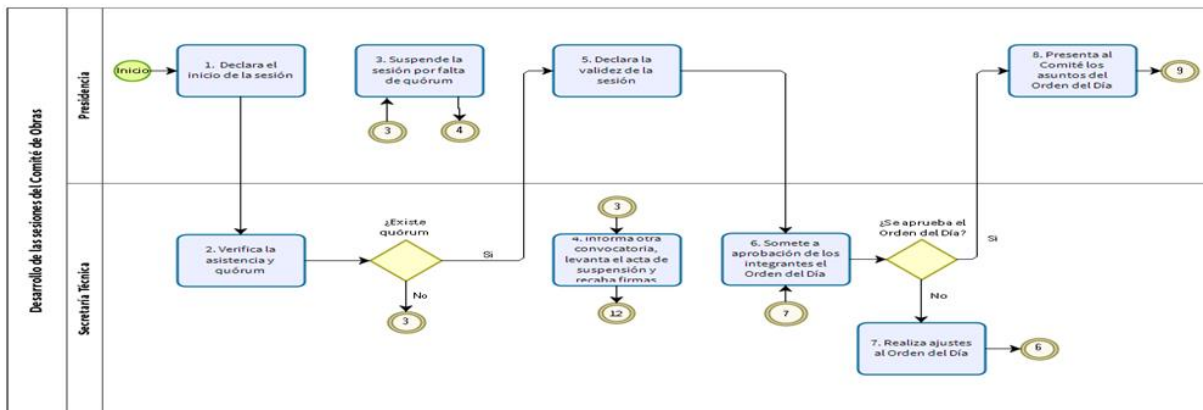 Desarrollo de las sesiones del Comité de Obras
Presidencia
Inicio
1. Declara el
inicio de la sesión
3. Suspende la
sesión por falta
de quórum
3
4
5. Declara la
validez de la
sesión
8. Presenta al
Comité los
asuntos del
Orden del Día
9
Secretaría Técnica
2. Verifica la
asistencia y
quórum
¿Existe
quórum
Si
No
3
3
4. Informa otra
convocatoria,
levanta el acta de
suspensión y
recaba firmas
12
6. Somete a
aprobación de los
integrantes el
Orden del Día
7
¿Se aprueba el
Orden del Día?
Si
No
7. Realiza ajustes
al Orden del Día
6